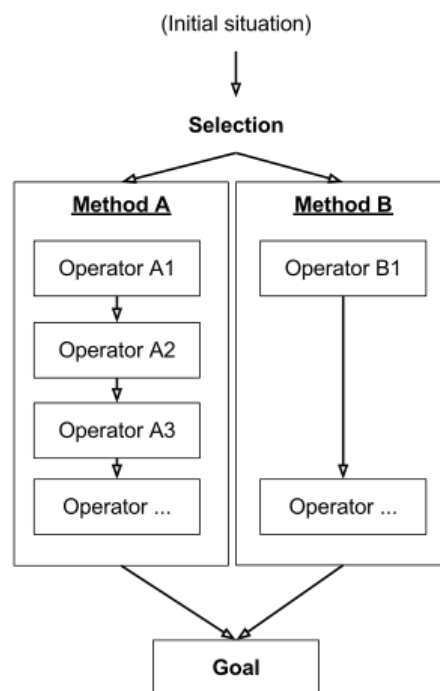 (Initial situation)
Selection
Method A
Operator A1
Operator A2
Operator A3
Operator ...
Method B
Operator B1
Operator ...
Goal